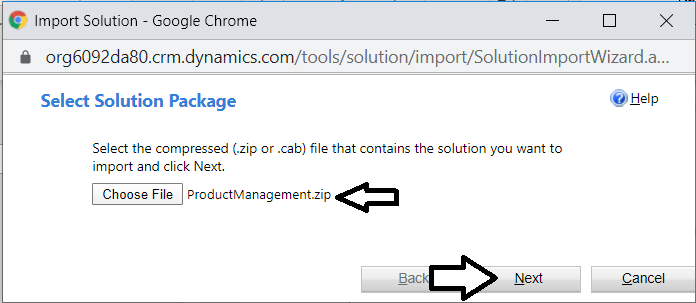 Import Solution - Google Chrome
org6092da80.crm.dynamics.com/tools/solution/import/SolutionImportWizard.a...
Select Solution Package
Help
Select the compressed (.zip or .cab) file that contains the solution you want to
import and click Next.
Choose File ProductManagement.zip
Back Next Cancel